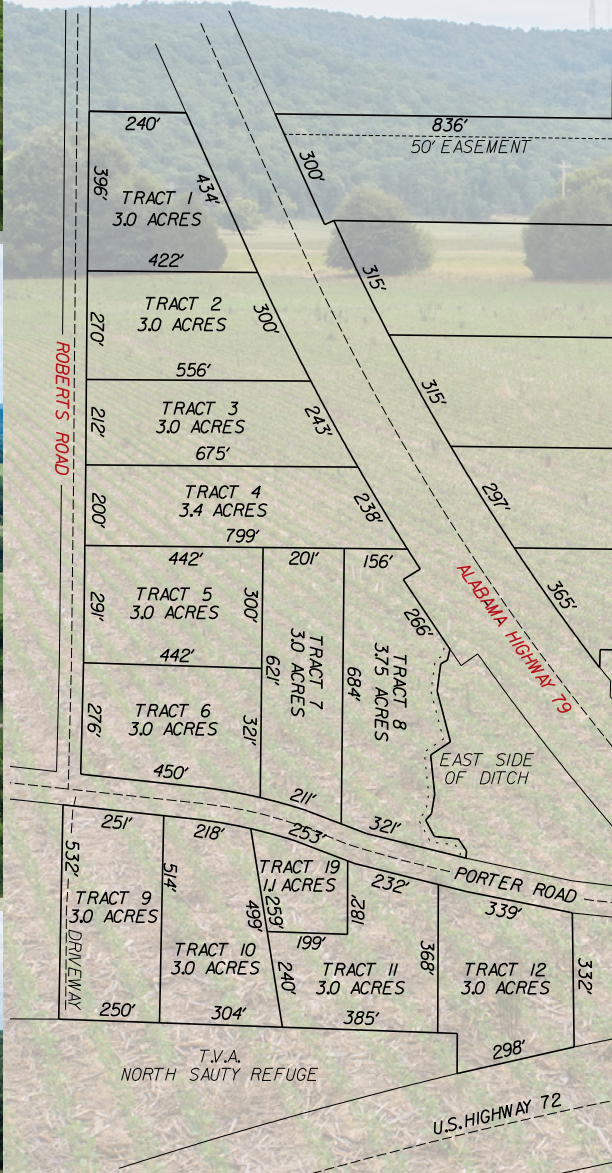 240'
836'
50' EASEMENT
396'
434'
300'
TRACT 1
3.0 ACRES
422'
315'
TRACT 2
3.0 ACRES
270'
300'
556'
ROBERTS ROAD
212'
TRACT 3
3.0 ACRES
243'
315'
675'
200'
TRACT 4
3.4 ACRES
238'
297'
799'
442'
201'
156'
ALABAMA HIGHWAY 79
365'
291'
TRACT 5
3.0 ACRES
300'
266'
442'
621'
TRACT 7
3.0 ACRES
684'
TRACT 8
3.75 ACRES
276'
TRACT 6
3.0 ACRES
321'
450'
211'
321'
EAST SIDE
OF DITCH
251'
218'
253'
532'
514'
TRACT 19
1.1 ACRES
232'
PORTER ROAD
TRACT 9
3.0 ACRES
499'
259'
281'
339'
DRIVEWAY
TRACT 10
3.0 ACRES
199'
240'
TRACT 11
3.0 ACRES
368'
TRACT 12
3.0 ACRES
332'
250'
304'
385'
298'
T.V.A.
NORTH SAUTY REFUGE
U.S. HIGHWAY 72